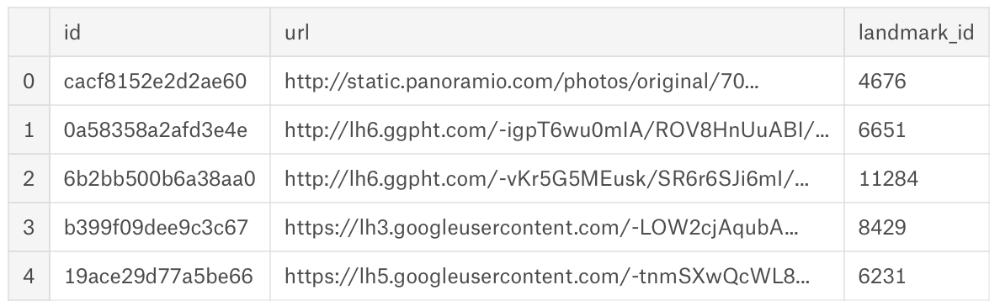 id url landmark_id
0 cacf8152e2d2ae60 http://static.panoramio.com/photos/original/70... 4676
1 0a58358a2afd3e4e http://lh6.ggpht.com/-igpT6wu0mIA/ROV8HnUuABI/... 6651
2 6b2bb500b6a38aa0 http://lh6.ggpht.com/-vKr5G5MEusk/SR6r6SJi6mI/... 11284
3 b399f09dee9c3c67 https://lh3.googleusercontent.com/-LOW2cjAqubA... 8429
4 19ace29d77a5be66 https://lh5.googleusercontent.com/-tnmSXwQcWL8... 6231